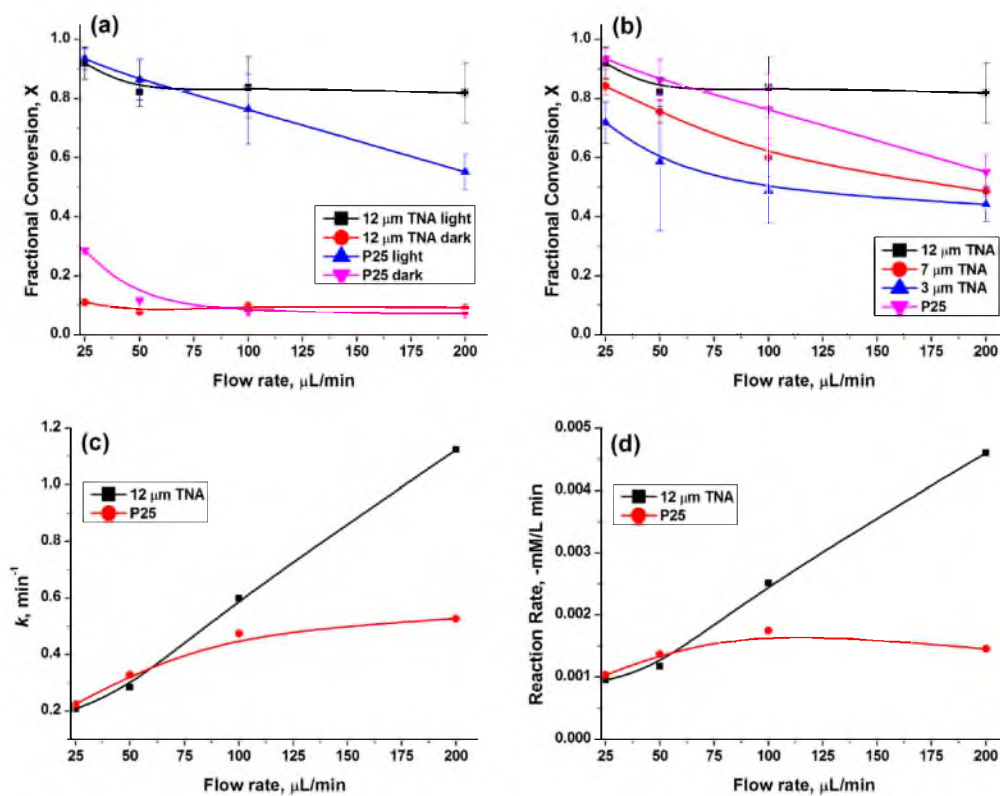 (a)
Fractional Conversion, X
1.0
0.8
0.6
0.4
0.2
0.0
12 μm TNA light
12 μm TNA dark
P25 light
P25 dark
25 50 75 100 125 150 175 200
Flow rate, μL/min
(b)
Fractional Conversion, X
1.0
0.8
0.6
0.4
0.2
0.0
12 μm TNA
7 μm TNA
3 μm TNA
P25
25 50 75 100 125 150 175 200
Flow rate, μL/min
(c)
k, min⁻¹
1.2
1.0
0.8
0.6
0.4
0.2
12 μm TNA
P25
25 50 75 100 125 150 175 200
Flow rate, μL/min
(d)
Reaction Rate, -mM/L min
0.005
0.004
0.003
0.002
0.001
0.000
12 μm TNA
P25
25 50 75 100 125 150 175 200
Flow rate, μL/min